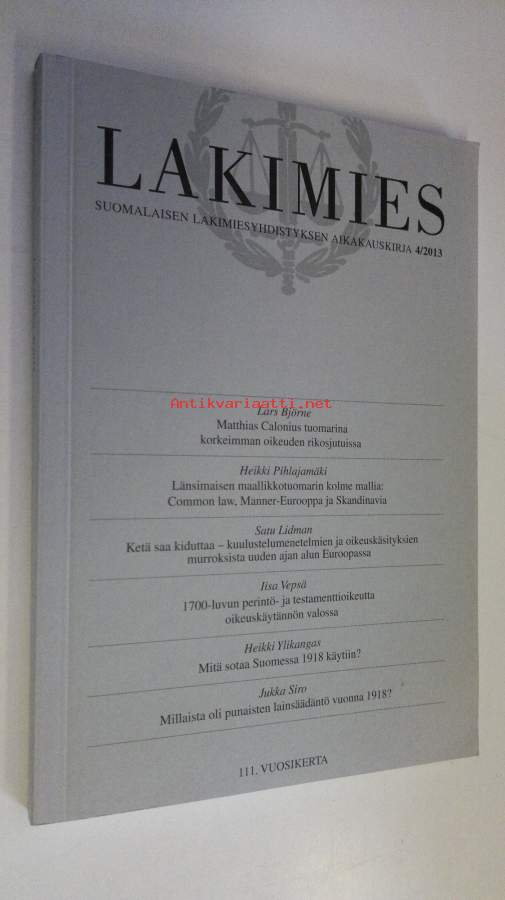 LAKIMIES
SUOMALAISEN LAKIMIESYHDISTYKSEN AIKAKAUSKIRJA 4/2013
Antikvariaatti.net
Lars Björne
Matthias Calonius tuomarina
korkeimman oikeuden rikosjutuissa
Heikki Pihlajamäki
Länsimaisen maallikkotuomarin kolme mallia:
Common law, Manner-Eurooppa ja Skandinavia
Satu Lidman
Ketä saa kiduttaa – kuulustelumenetelmien ja oikeuskäsityksien
murroksista uuden ajan alun Euroopassa
Iisa Vepsä
1700-luvun perintö- ja testamenttioikeutta
oikeuskäytännön valossa
Heikki Ylikangas
Mitä sotaa Suomessa 1918 käytiin?
Jukka Siro
Millaista oli punaisten lainsäädäntö vuonna 1918?
111. VUOSIKERTA